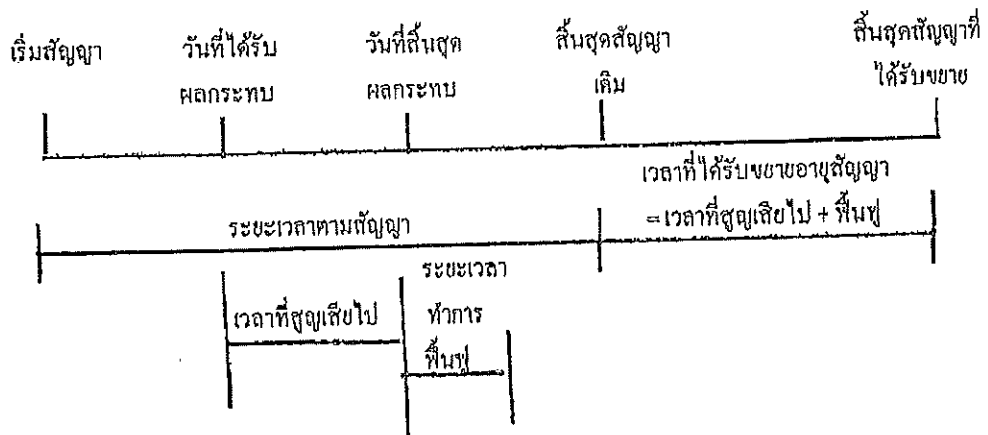 เริ่มสัญญา
วันที่ได้รับ
ผลกระทบ
วันที่สิ้นสุด
ผลกระทบ
สิ้นสุดสัญญา
เดิม
สิ้นสุดสัญญาที่
ได้รับขยาย
เวลาที่ได้รับขยายอายุสัญญา
=เวลาที่สูญเสียไป + ฟื้นฟู
ระยะเวลาตามสัญญา
เวลาที่สูญเสียไป
ระยะเวลา
ทำการ
ฟื้นฟู